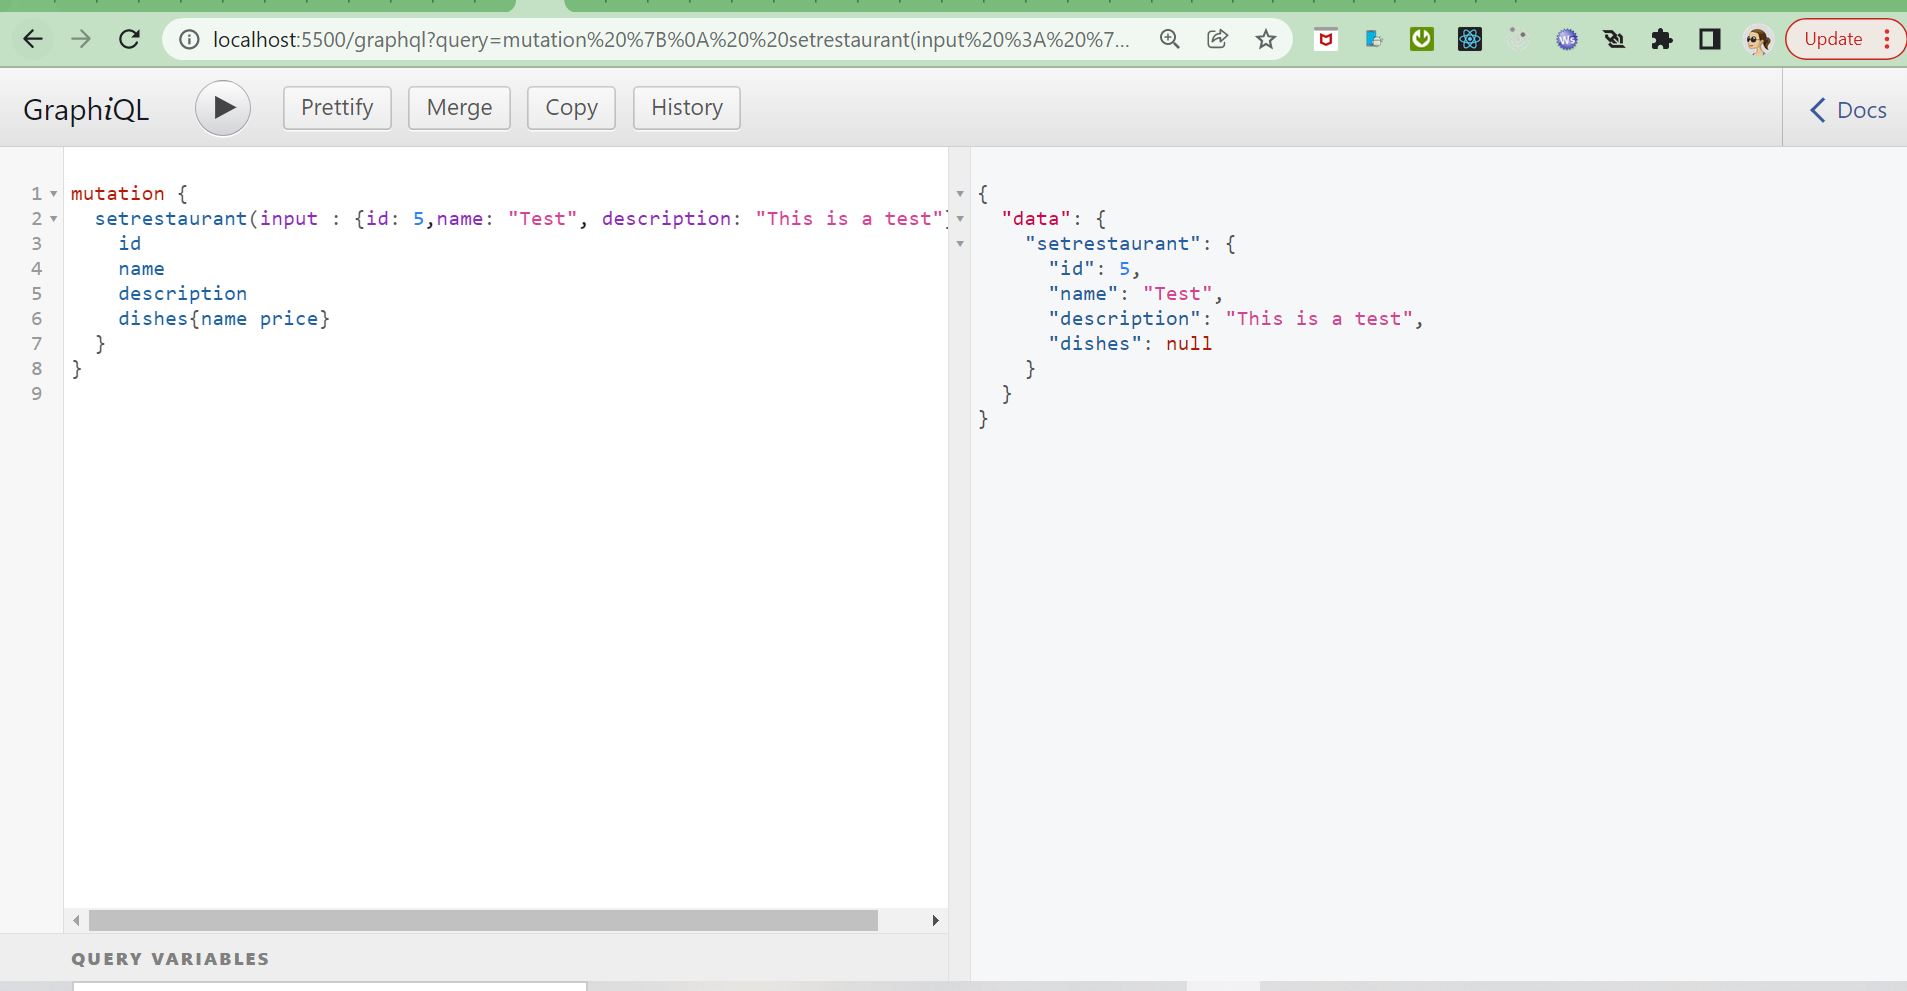 localhost:5500/graphql?query=mutation%20%7B%0A%20%20setrestaurant(input%20%3A%20%7...
Ws
Update
GraphiQL
Prettify
Merge
Copy
History
Docs
1 mutation {
2 setrestaurant(input : {id: 5,name: "Test", description: "This is a test"
3 id
4 name
5 description
6 dishes{name price}
7 }
8 }
9
{
"data": {
"setrestaurant": {
"id": 5,
"name": "Test",
"description": "This is a test",
"dishes": null
}
}
}
QUERY VARIABLES